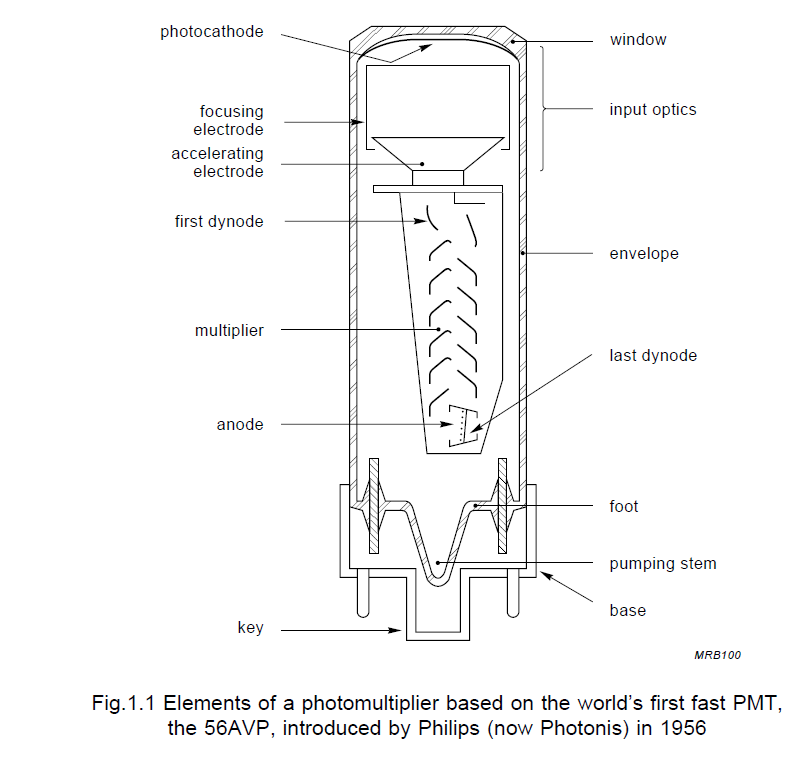 photocathode
window
focusing
electrode
input optics
accelerating
electrode
first dynode
envelope
multiplier
last dynode
anode
foot
pumping stem
base
key
MRB100
Fig.1.1 Elements of a photomultiplier based on the world's first fast PMT,
the 56AVP, introduced by Philips (now Photonis) in 1956